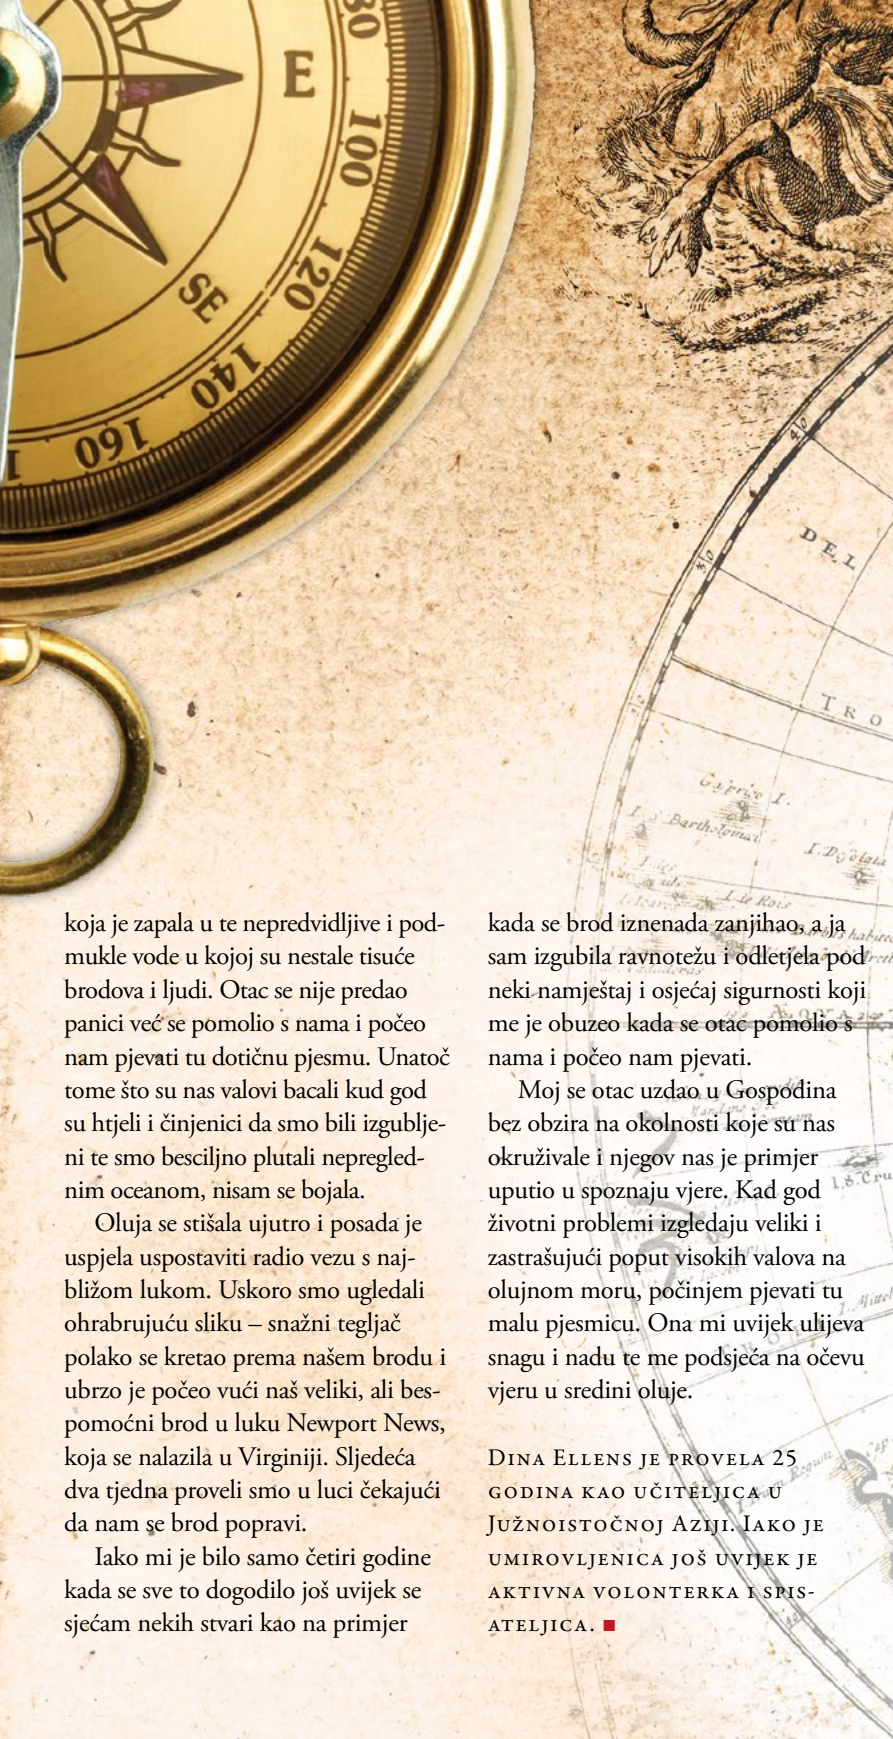 80
E
100
SE
120
140
160
40
DEL
30
TRO
I.
koja je zapala u te nepredvidljive i pod-
mukle vode u kojoj su nestale tisuće
brodova i ljudi. Otac se nije predao
panici već se pomolio s nama i počeo
nam pjevati tu dotičnu pjesmu. Unatoč
tome što su nas valovi bacali kud god
su htjeli i činjenici da smo bili izgublje-
ni te smo besciljno plutali nepregled-
nim oceanom, nisam se bojala.
Oluja se stišala ujutro i posada je
uspjela uspostaviti radio vezu s naj-
bližom lukom. Uskoro smo ugledali
ohrabrujuću sliku – snažni tegljač
polako se kretao prema našem brodu i
ubrzo je počeo vući naš veliki, ali bes-
pomoćni brod u luku Newport News,
koja se nalazila u Virginiji. Sljedeća
dva tjedna proveli smo u luci čekajući
da nam se brod popravi.
Iako mi je bilo samo četiri godine
kada se sve to dogodilo još uvijek se
sjećam nekih stvari kao na primjer
kada se brod iznenada zanjihao, a ja
sam izgubila ravnotežu i odletjela pod
neki namještaj i osjećaj sigurnosti koji
me je obuzeo kada se otac pomolio s
nama i počeo nam pjevati.
Moj se otac uzdao u Gospodina
bez obzira na okolnosti koje su nas
okruživale i njegov nas je primjer
uputio u spoznaju vjere. Kad god
životni problemi izgledaju veliki i
zastrašujući poput visokih valova na
olujnom moru, počinjem pjevati tu
malu pjesmicu. Ona mi uvijek ulijeva
snagu i nadu te me podsjeća na očevu
vjeru u sredini oluje.
Dina Ellens je provela 25
godina kao učiteljica u
Južnoistočnoj Aziji. Iako je
umirovljenica još uvijek je
aktivna volonterka i spis-
ateljica.